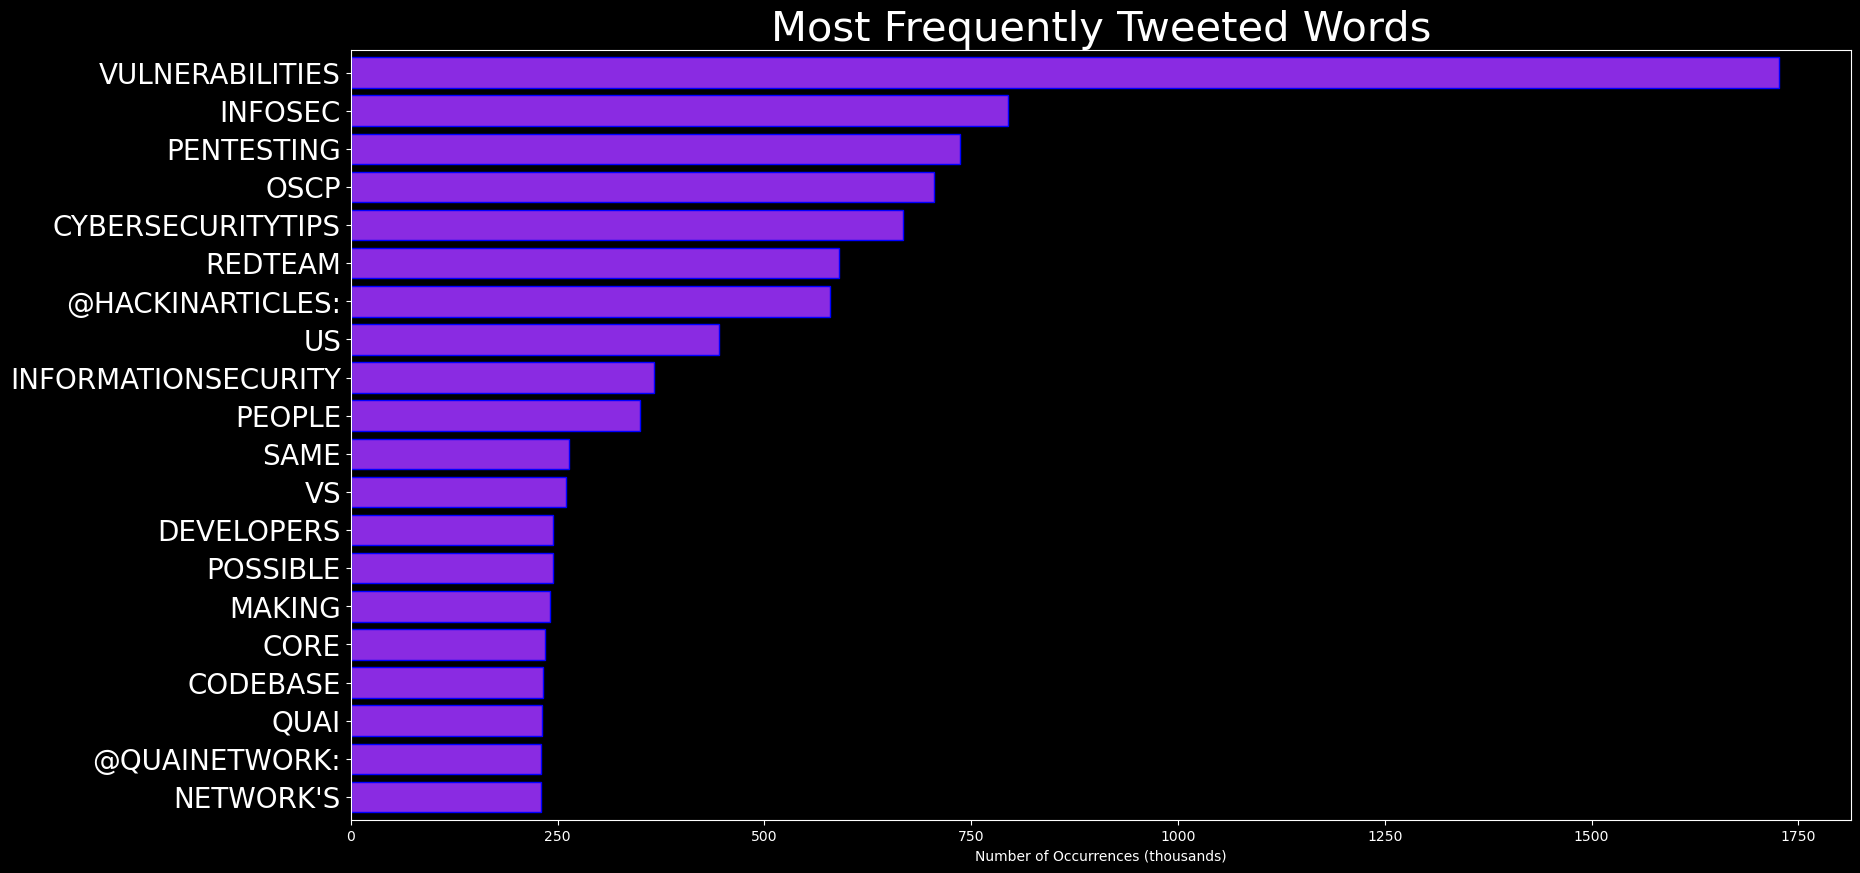 Most Frequently Tweeted Words
VULNERABILITIES
INFOSEC
PENTESTING
OSCP
CYBERSECURITYTIPS
REDTEAM
@HACKINARTICLES:
US
INFORMATIONSECURITY
PEOPLE
SAME
VS
DEVELOPERS
POSSIBLE
MAKING
CORE
CODEBASE
QUAI
@QUAINETWORK:
NETWORK'S
0 250 500 750 1000 1250 1500 1750
Number of Occurrences (thousands)